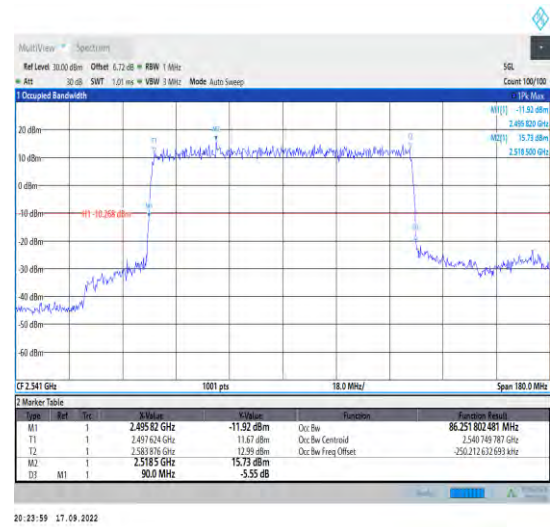 MultiView Spectrum
Ref Level 30.00 dBm Offset 6.72 dB RBW 1 MHz SGL
Att 30 dB SWT 1.01 ms VBW 3 MHz Mode Auto Sweep Count 100/100
1 Occupied Bandwidth 1Pk Max
M1[1] -11.92 dBm
2.495 820 GHz
M2[1] 15.73 dBm
2.518 500 GHz
20 dBm
10 dBm
0 dBm
-10 dBm
H1 -10.268 dBm
-20 dBm
-30 dBm
-40 dBm
-50 dBm
-60 dBm
CF 2.541 GHz 1001 pts 18.0 MHz/ Span 180.0 MHz
2 Marker Table
Type Ref Trc X-Value Y-Value Function Function Result
M1 1 2.495 82 GHz -11.92 dBm Occ Bw 86.251 802 481 MHz
T1 1 2.497 624 GHz 11.67 dBm Occ Bw Centroid 2.540 749 787 GHz
T2 1 2.583 876 GHz 12.99 dBm Occ Bw Freq Offset -250.212 632 693 kHz
M2 1 2.518 5 GHz 15.73 dBm
D3 M1 1 90.0 MHz -5.55 dB
20:23:59 17.09.2022